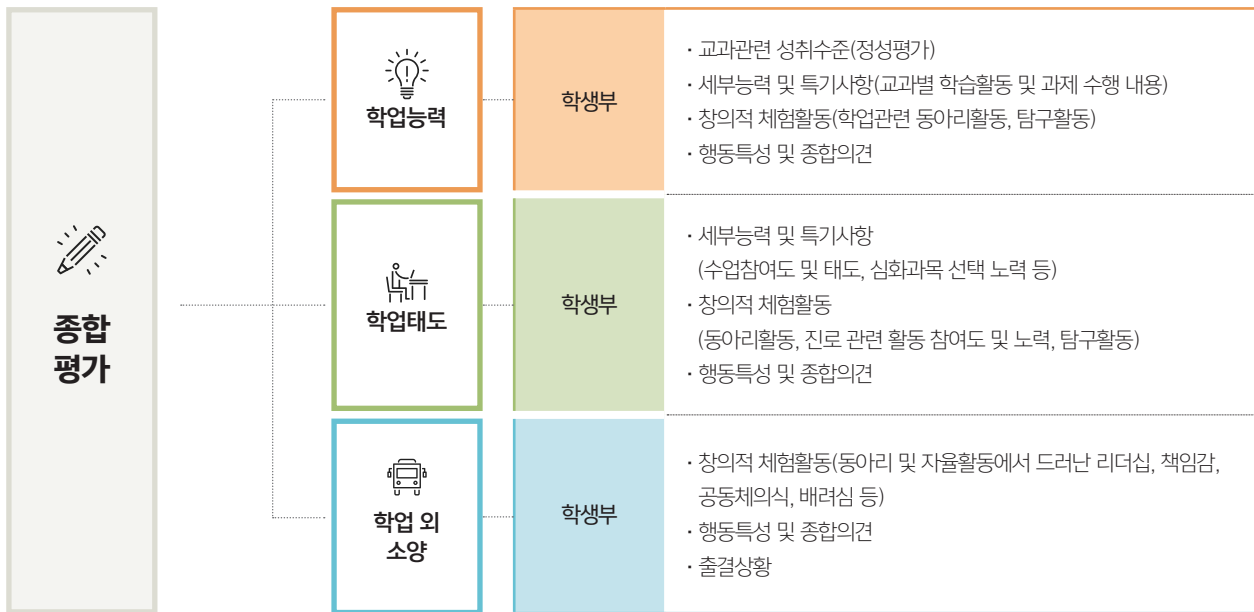 종합
평가
학업능력
학생부
· 교과관련 성취수준(정성평가)
· 세부능력 및 특기사항(교과별 학습활동 및 과제 수행 내용)
· 창의적 체험활동(학업관련 동아리활동, 탐구활동)
· 행동특성 및 종합의견
학업태도
학생부
· 세부능력 및 특기사항
(수업참여도 및 태도, 심화과목 선택 노력 등)
· 창의적 체험활동
(동아리활동, 진로 관련 활동 참여도 및 노력, 탐구활동)
· 행동특성 및 종합의견
학업 외
소양
학생부
· 창의적 체험활동(동아리 및 자율활동에서 드러난 리더십, 책임감,
공동체의식, 배려심 등)
· 행동특성 및 종합의견
· 출결상황